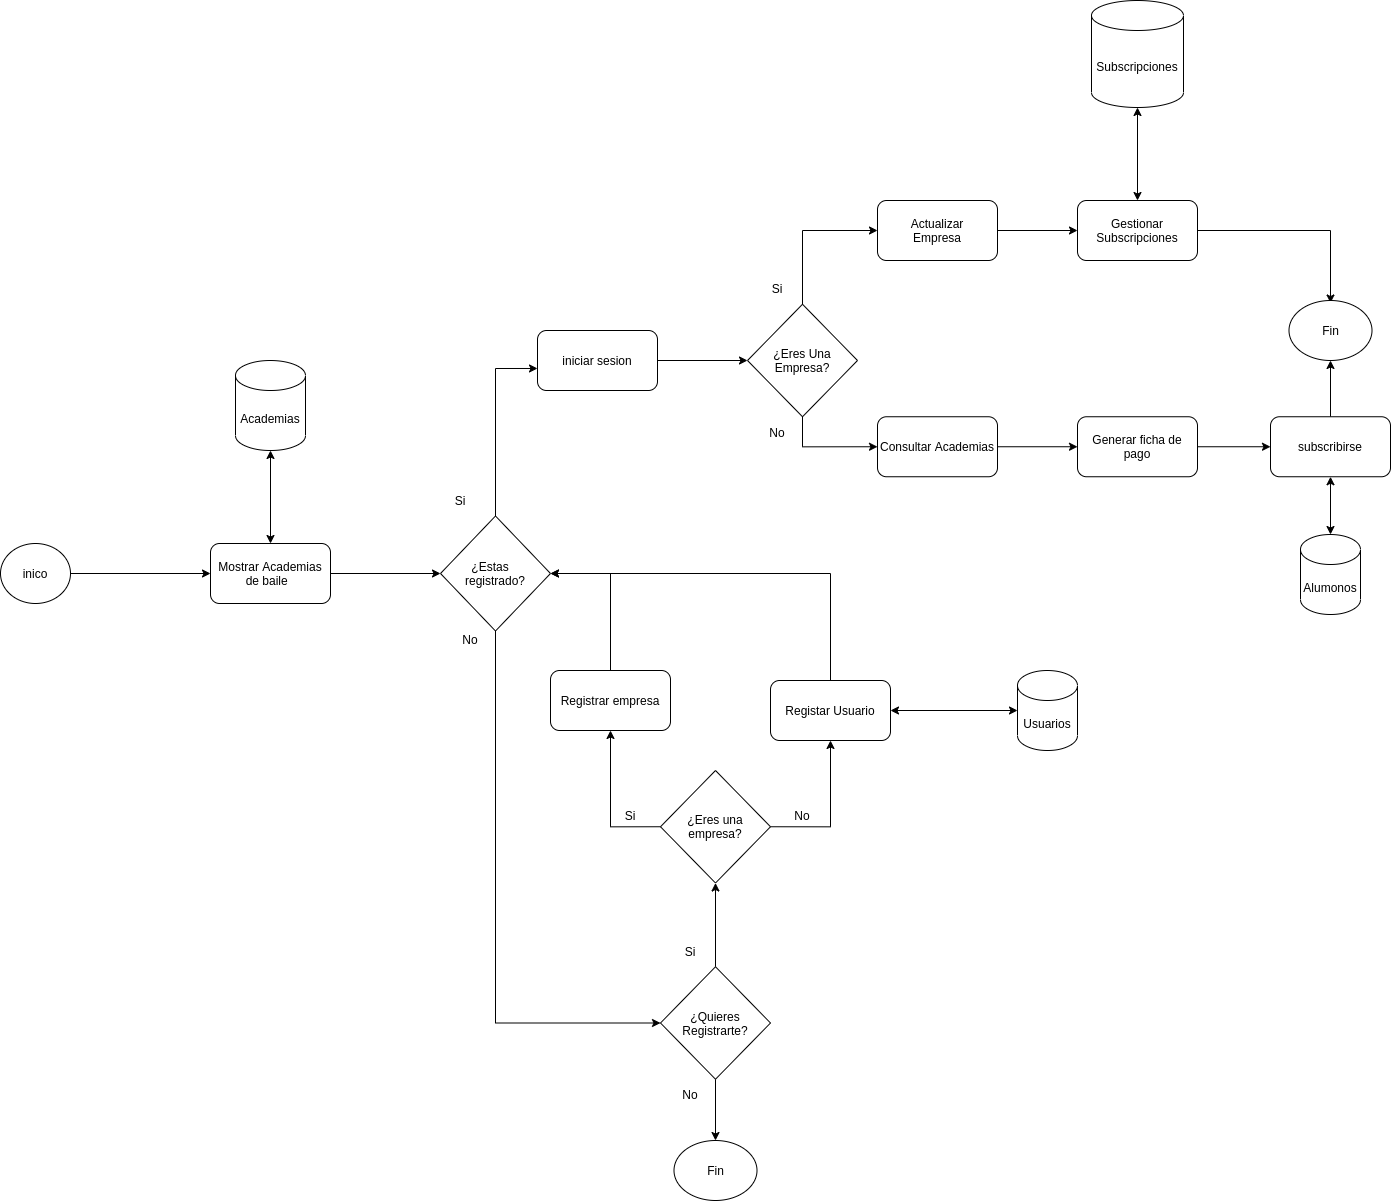 Subscripciones
Actualizar
Empresa
Gestionar
Subscripciones
Si
Fin
iniciar sesion
¿Eres Una
Empresa?
Academias
No
Consultar Academias
Generar ficha de
pago
subscribirse
Si
inico
Mostrar Academias
de baile
¿Estas
registrado?
Alumonos
No
Registrar empresa
Registar Usuario
Usuarios
Si
¿Eres una
empresa?
No
Si
¿Quieres
Registrarte?
No
Fin